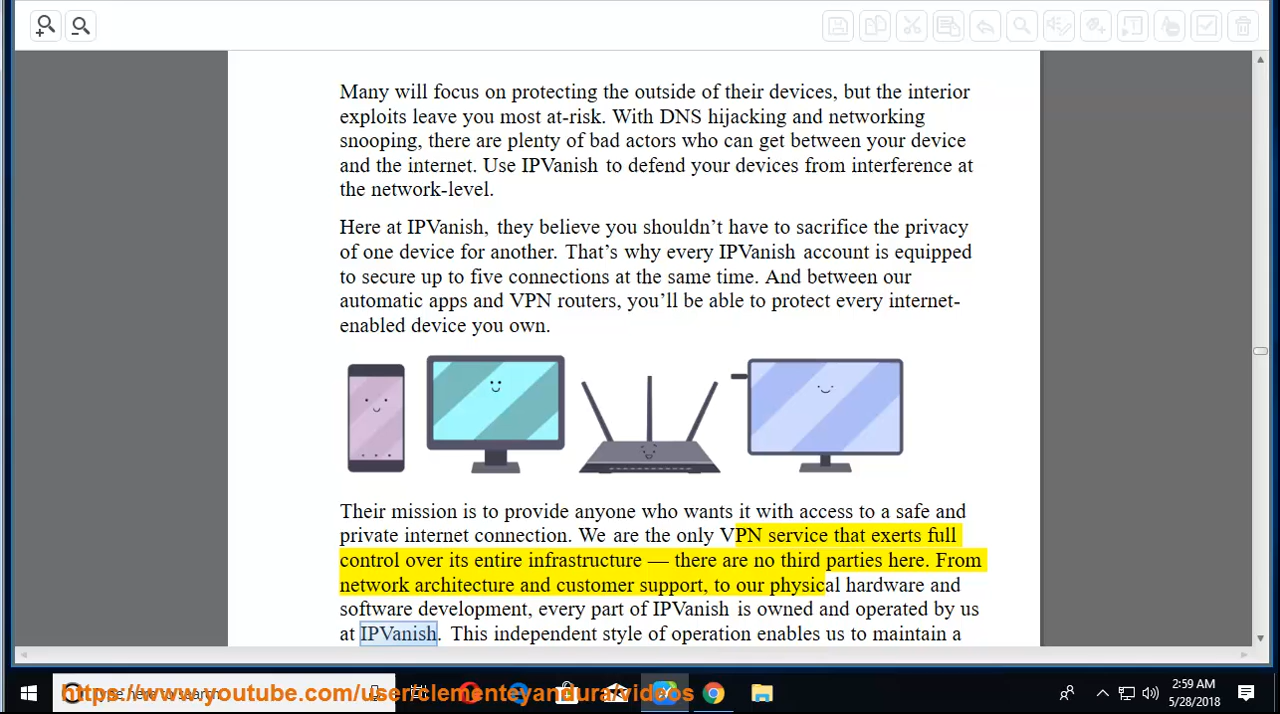 Many will focus on protecting the outside of their devices, but the interior
exploits leave you most at-risk. With DNS hijacking and networking
snooping, there are plenty of bad actors who can get between your device
and the internet. Use IPVanish to defend your devices from interference at
the network-level.
Here at IPVanish, they believe you shouldn’t have to sacrifice the privacy
of one device for another. That’s why every IPVanish account is equipped
to secure up to five connections at the same time. And between our
automatic apps and VPN routers, you’ll be able to protect every internet-
enabled device you own.
Their mission is to provide anyone who wants it with access to a safe and
private internet connection. We are the only VPN service that exerts full
control over its entire infrastructure — there are no third parties here. From
network architecture and customer support, to our physical hardware and
software development, every part of IPVanish is owned and operated by us
at IPVanish. This independent style of operation enables us to maintain a
https://www.youtube.com/user/clementeyandura/videos
2:59 AM
5/28/2018